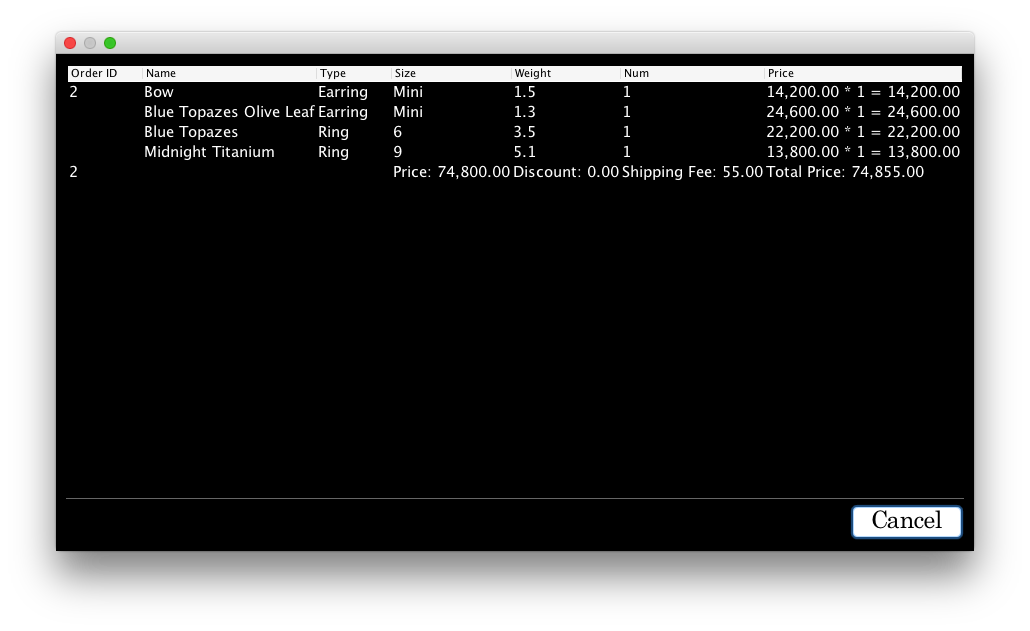 Order ID Name Type Size Weight Num Price
2 Bow Earring Mini 1.5 1 14,200.00 * 1 = 14,200.00
Blue Topazes Olive Leaf Earring Mini 1.3 1 24,600.00 * 1 = 24,600.00
Blue Topazes Ring 6 3.5 1 22,200.00 * 1 = 22,200.00
Midnight Titanium Ring 9 5.1 1 13,800.00 * 1 = 13,800.00
2 Price: 74,800.00 Discount: 0.00 Shipping Fee: 55.00 Total Price: 74,855.00
Cancel